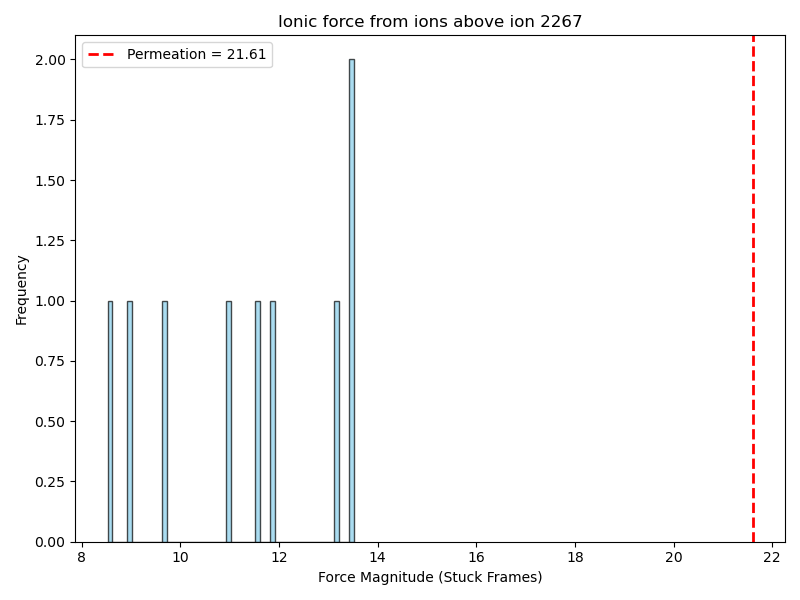 Ionic force from ions above ion 2267
Permeation = 21.61
2.00
1.75
1.50
1.25
1.00
0.75
0.50
0.25
0.00
Frequency
8 10 12 14 16 18 20 22
Force Magnitude (Stuck Frames)